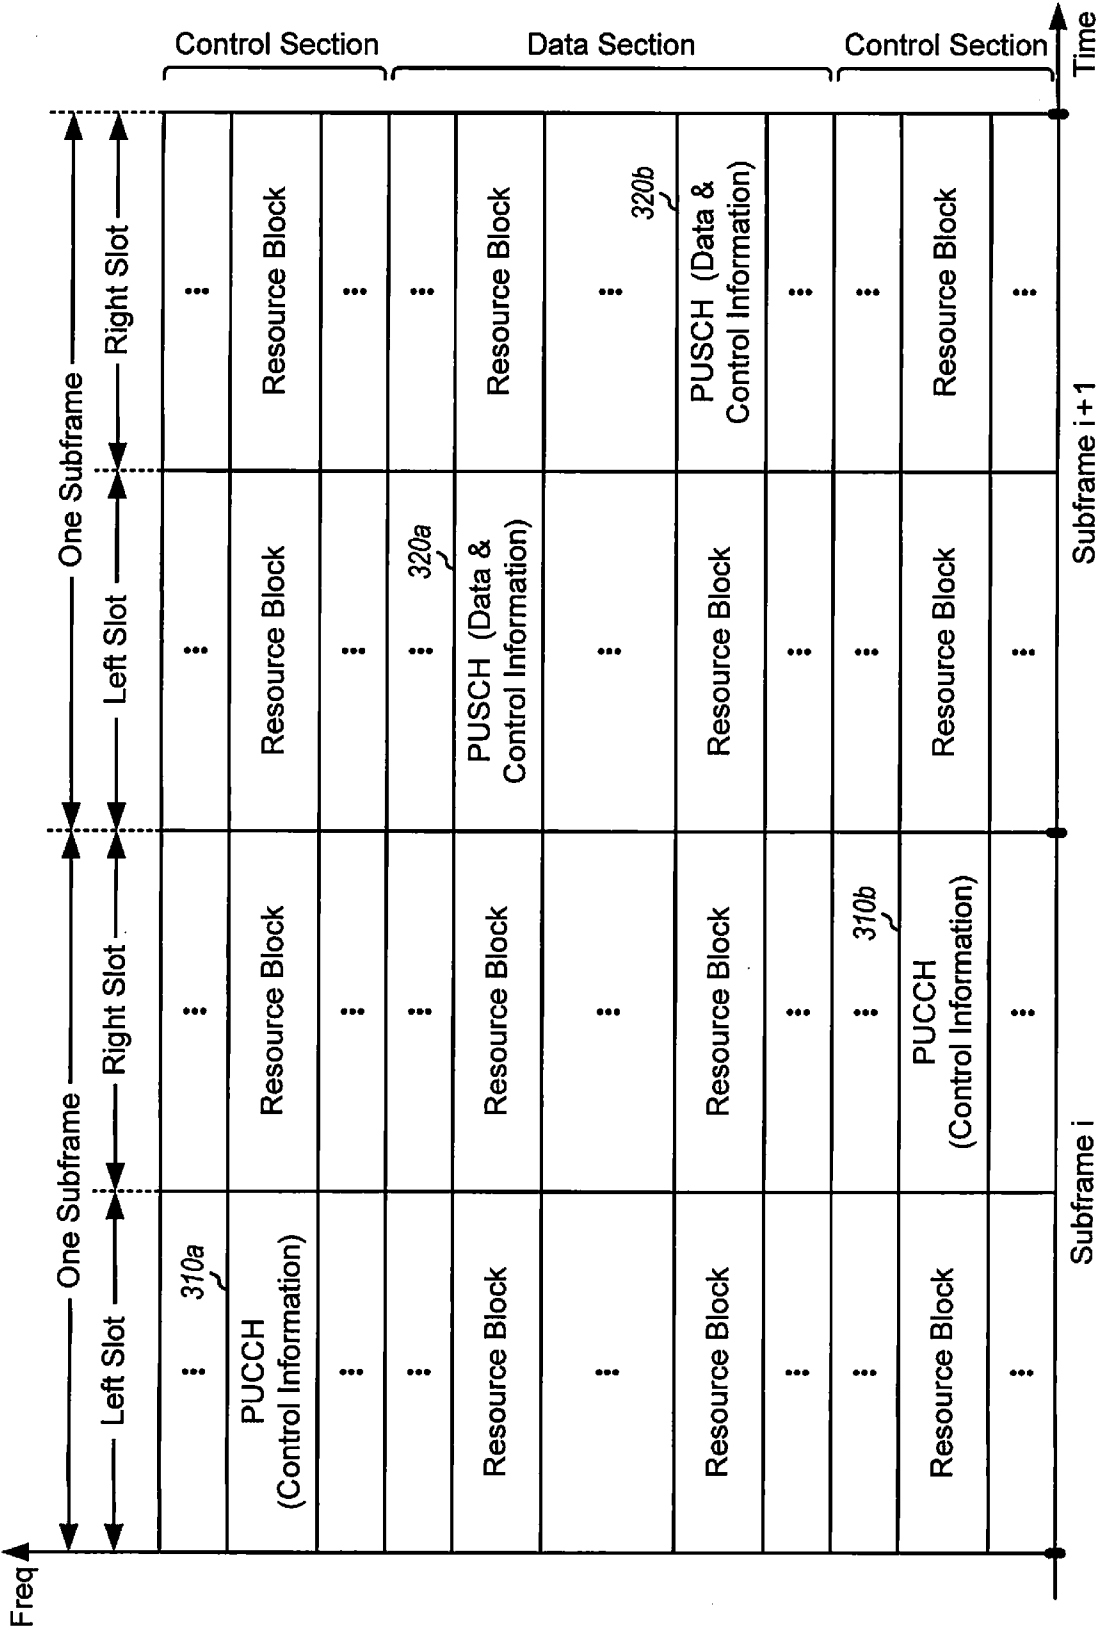 Freq
One Subframe
One Subframe
Left Slot
Right Slot
Left Slot
Right Slot
...
...
...
...
Control Section
310a
PUCCH
(Control Information)
Resource Block
Resource Block
Resource Block
...
...
...
...
...
...
...
...
Data Section
Resource Block
Resource Block
320a
PUSCH (Data &
Control Information)
Resource Block
...
...
...
...
Resource Block
Resource Block
Resource Block
320b
PUSCH (Data &
Control Information)
...
...
...
...
...
...
...
...
Control Section
Resource Block
310b
PUCCH
(Control Information)
Resource Block
Resource Block
...
...
...
...
Subframe i
Subframe i + 1
Time